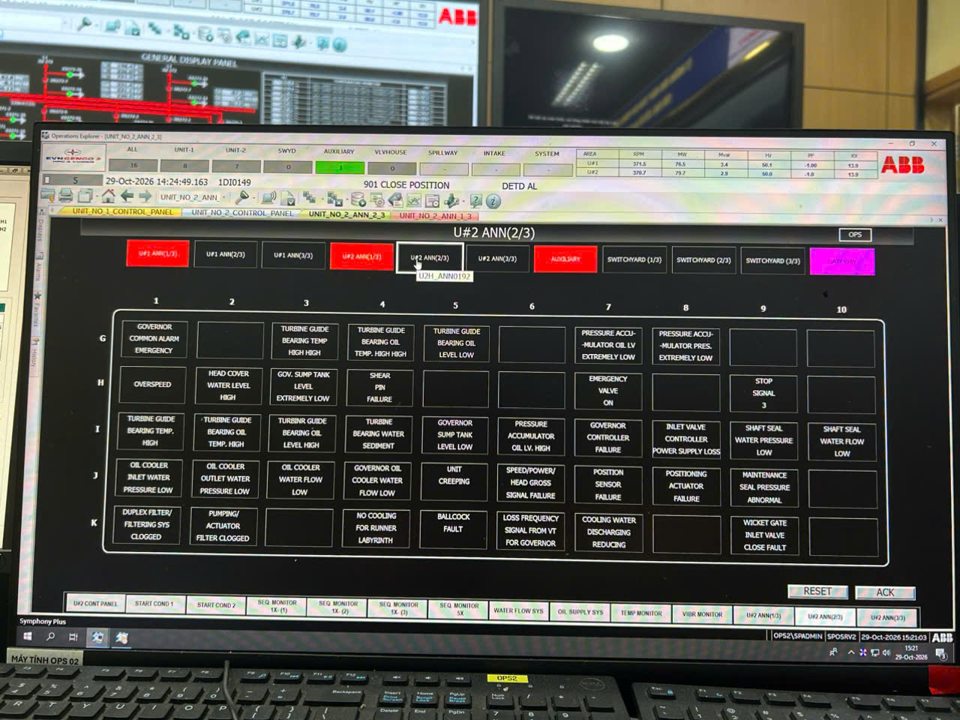 ABB
GENERAL DISPLAY PANEL
Operations Explorer - [UNIT_NO_2_ANN_2_3]
EVNGENCO 2
ALL UNIT-1 UNIT-2 SWYD AUXILIARY VLVHOUSE SPILLWAY INTAKE SYSTEM
16 8 7 0 1 0 - - -
AREA RPM MW Mvar Hz PF KV
U#1 371.5 76.5 3.4 50.1 -1.00 13.9
U#2 370.7 79.7 2.9 50.0 13.9
ABB
5 29-Oct-2026 14:24:49.163 1DI0149 901 CLOSE POSITION DETD AL
UNIT_NO_2_ANN_
UNIT_NO_1_CONTROL_PANEL UNIT_NO_2_CONTROL_PANEL UNIT_NO_2_ANN_2_3 UNIT_NO_2_ANN_1_3
U#2 ANN(2/3)
OPS
U#1 ANN(1/3) U#1 ANN(2/3) U#1 ANN(3/3) U#2 ANN(1/3) U#2 ANN(2/3) U#2 ANN(3/3) AUXILIARY SWITCHYARD (1/3) SWITCHYARD (2/3) SWITCHYARD (3/3)
U2H_ANN0192
1 2 3 4 5 6 7 8 9 10
G
GOVERNOR
COMMON ALARM
EMERGENCY
TURBINE GUIDE
BEARING TEMP
HIGH HIGH
TURBINE GUIDE
BEARING OIL
TEMP. HIGH HIGH
TURBINE GUIDE
BEARING OIL
LEVEL LOW
PRESSURE ACCU-
-MULATOR OIL LV
EXTREMELY LOW
PRESSURE ACCU-
-MULATOR PRES.
EXTREMELY LOW
H
OVERSPEED
HEAD COVER
WATER LEVEL
HIGH
GOV. SUMP TANK
LEVEL
EXTREMELY LOW
SHEAR
PIN
FAILURE
EMERGENCY
VALVE
ON
STOP
SIGNAL
3
I
TURBINE GUIDE
BEARING TEMP.
HIGH
TURBINE GUIDE
BEARING OIL
TEMP. HIGH
TURBINE GUIDE
BEARING OIL
LEVEL HIGH
TURBINE
BEARING WATER
SEDIMENT
GOVERNOR
SUMP TANK
LEVEL LOW
PRESSURE
ACCUMULATOR
OIL LV. HIGH
GOVERNOR
CONTROLLER
FAILURE
INLET VALVE
CONTROLLER
POWER SUPPLY LOSS
SHAFT SEAL
WATER PRESSURE
LOW
SHAFT SEAL
WATER FLOW
LOW
J
OIL COOLER
INLET WATER
PRESSURE LOW
OIL COOLER
OUTLET WATER
PRESSURE LOW
OIL COOLER
WATER FLOW
LOW
GOVERNOR OIL
COOLER WATER
FLOW LOW
UNIT
CREEPING
SPEED/POWER/
HEAD GROSS
SIGNAL FAILURE
POSITION
SENSOR
FAILURE
POSITIONING
ACTUATOR
FAILURE
MAINTENANCE
SEAL PRESSURE
ABNORMAL
K
DUPLEX FILTER/
FILTERING SYS
CLOGGED
PUMPING/
ACTUATOR
FILTER CLOGGED
NO COOLING
FOR RUNNER
LABYRINTH
BALLCOCK
FAULT
LOSS FREQUENCY
SIGNAL FROM VT
FOR GOVERNOR
COOLING WATER
DISCHARGING
REDUCING
WICKET GATE
INLET VALVE
CLOSE FAULT
RESET ACK
U#2 CONT PANEL START COND 1 START COND 2 SEQ. MONITOR 1X- (1) SEQ. MONITOR 1X- (2) SEQ. MONITOR 1X- (3) SEQ. MONITOR 5X WATER FLOW SYS OIL SUPPLY SYS TEMP MONITOR VIBR MONITOR U#2 ANN(1/3) U#2 ANN(2/3) U#2 ANN(3/3)
Symphony Plus
OPS2\SPADMIN SPOSRV2 29-Oct-2026 15:21:03 ABB
15:21
29-Oct-2026
MÁY TÍNH OPS 02
OPS2